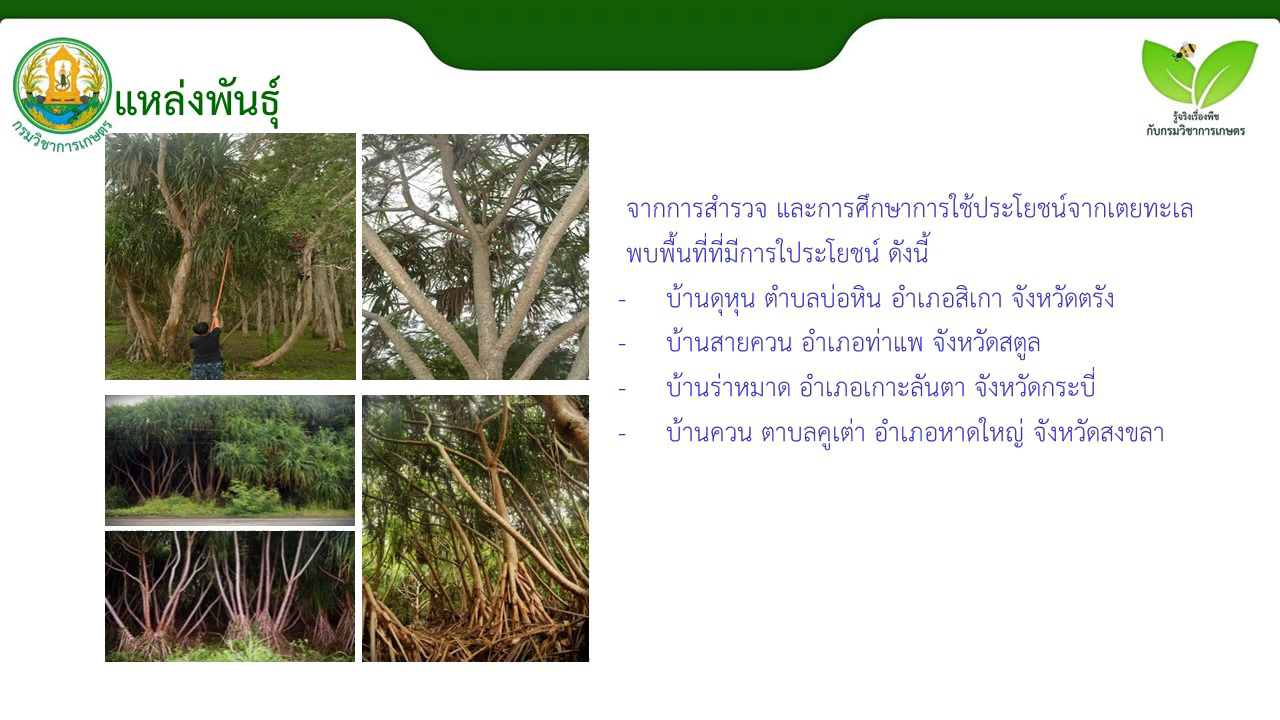 แหล่งพันธุ์
กรมวิชาการเกษตร
รู้จริงเรื่องพืช
กับกรมวิชาการเกษตร
จากการสำรวจ และการศึกษาการใช้ประโยชน์จากเตยทะเล
พบพื้นที่ที่มีการใประโยชน์ ดังนี้
- บ้านดุหุน ตำบลบ่อหิน อำเภอสิเกา จังหวัดตรัง
- บ้านสายควน อำเภอท่าแพ จังหวัดสตูล
- บ้านร่าหมาด อำเภอเกาะลันตา จังหวัดกระบี่
- บ้านควน ตาบลคูเต่า อำเภอหาดใหญ่ จังหวัดสงขลา